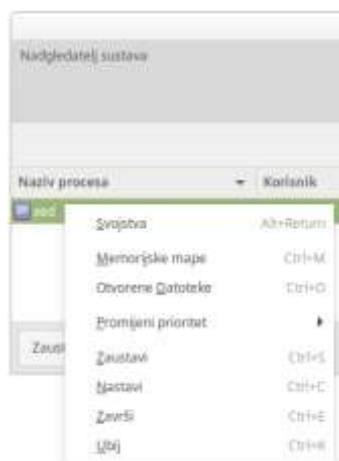 Nadgledatelj sustava
Naziv procesa Korisnik
xed
Svojstva Alt+Return
Memorijske mape Ctrl+M
Otvorene Datoteke Ctrl+O
Promijeni prioritet
Zaustavi Ctrl+S
Nastavi Ctrl+C
Završi Ctrl+E
Ubij Ctrl+K